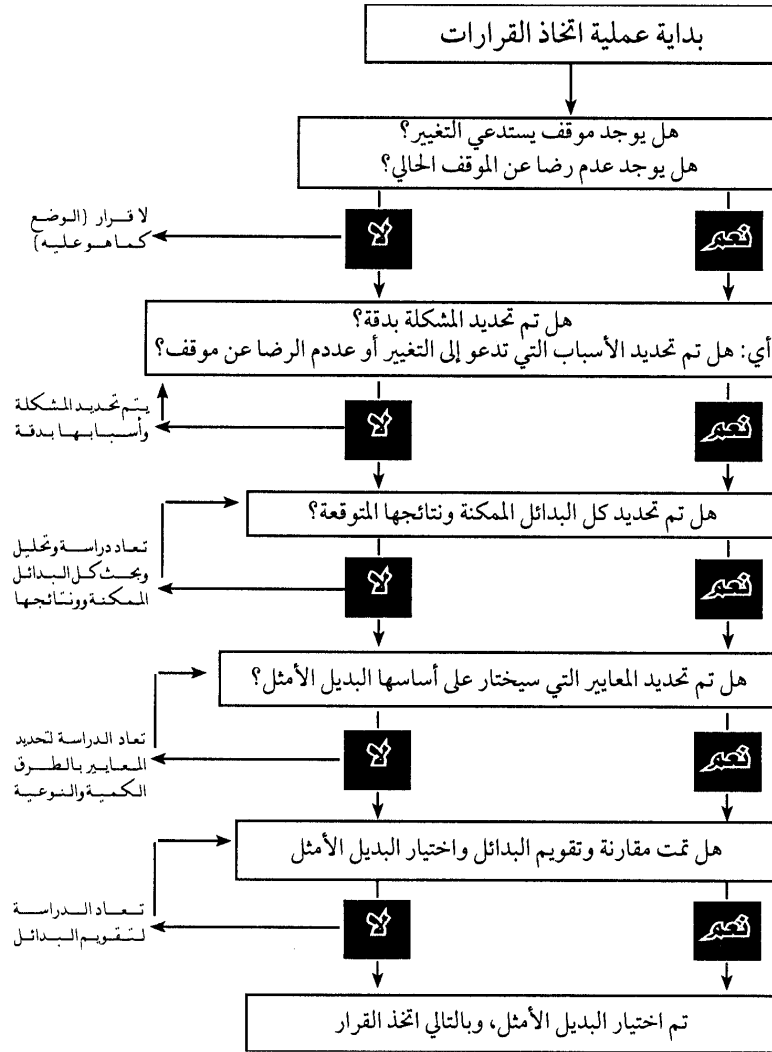 بداية عملية اتخاذ القرارات
هل يوجد موقف يستدعي التغيير؟
هل يوجد عدم رضا عن الموقف الحالي؟
نعم
لا
لا قرار (الوضع
كما هو عليه)
هل تم تحديد المشكلة بدقة؟
أي: هل تم تحديد الأسباب التي تدعو إلى التغيير أو عددم الرضا عن موقف؟
نعم
لا
يتم تحديد المشكلة
وأسبابها بدقة
هل تم تحديد كل البدائل الممكنة ونتائجها المتوقعة؟
نعم
لا
تعاد دراسة وتحليل
وبحث كل البدائل
الممكنة وونتائجها
هل تم تحديد المعايير التي سيختار على أساسها البديل الأمثل؟
نعم
لا
تعاد الدراسة لتحديد
المعايير بالطرق
الكمية والنوعية
هل تمت مقارنة وتقويم البدائل واختيار البديل الأمثل
نعم
لا
تعاد الدراسة
لتقويم البدائل
تم اختيار البديل الأمثل، وبالتالي اتخذ القرار